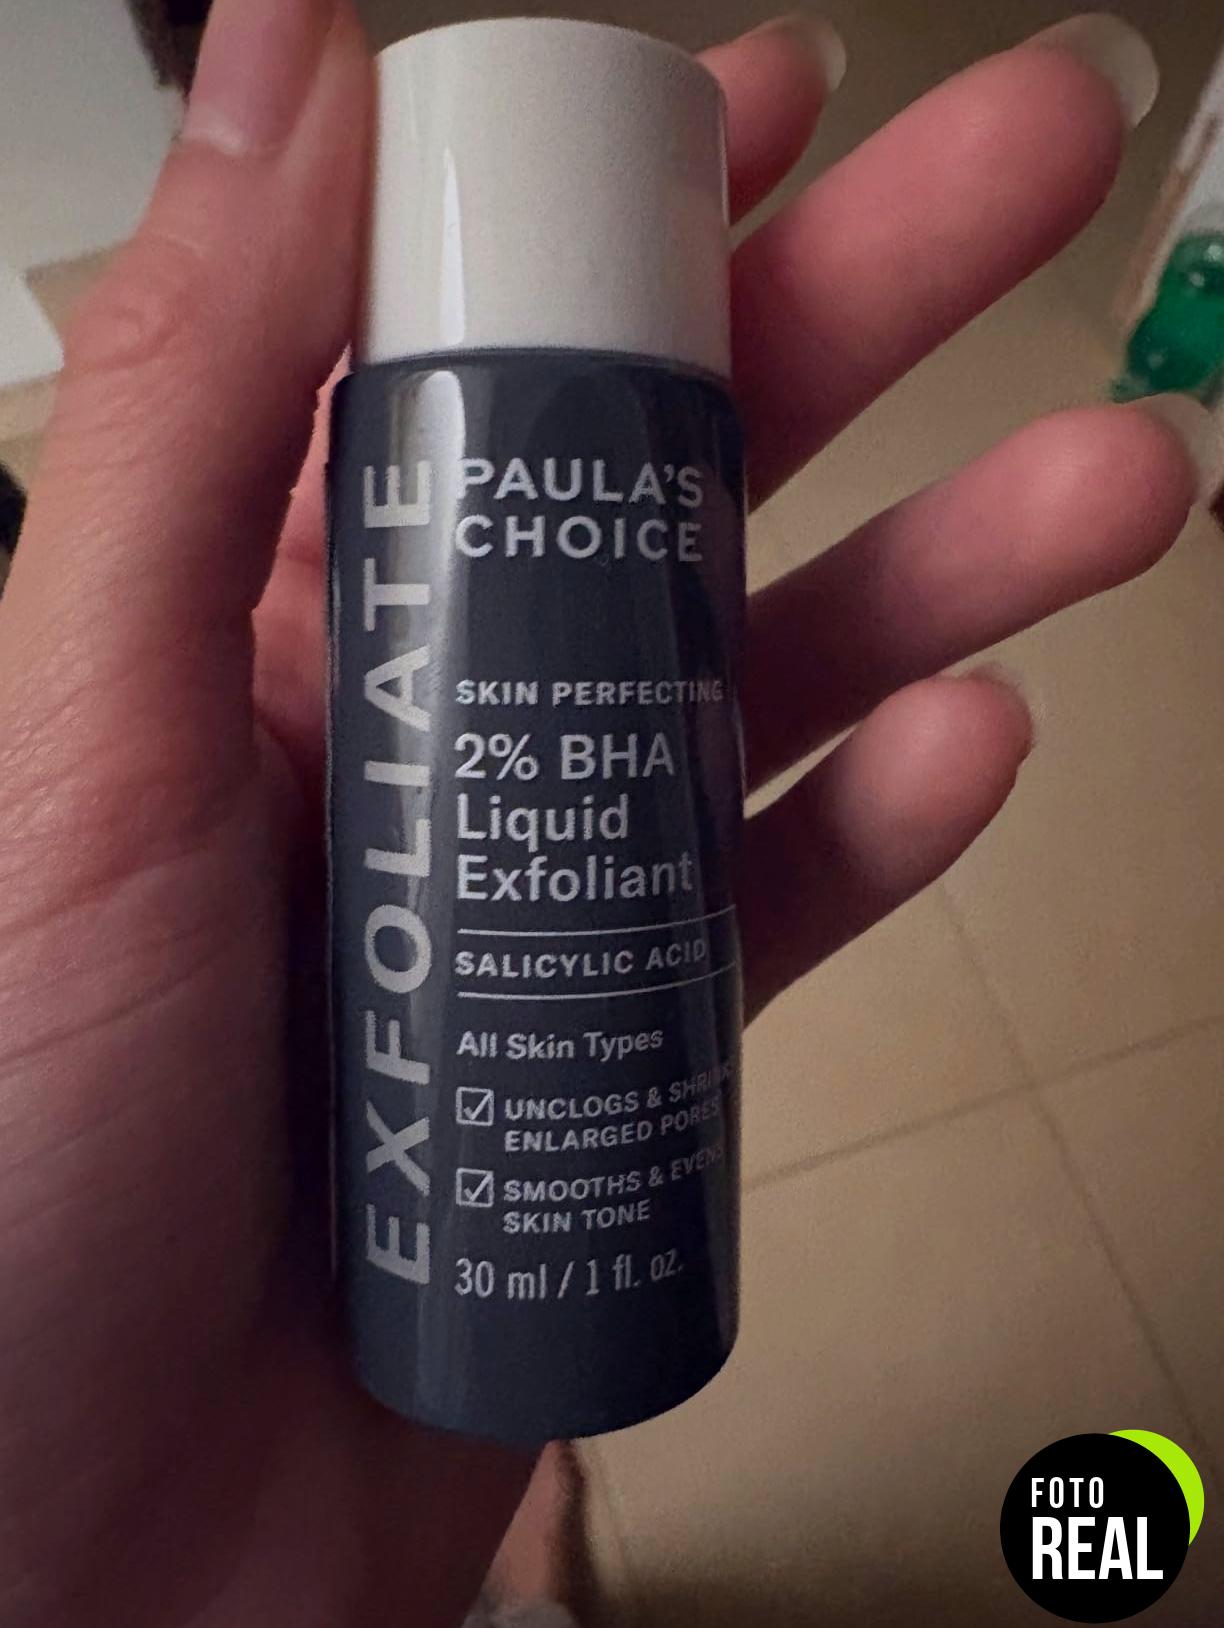 EXFOLIATE
PAULA'S
CHOICE
SKIN PERFECTING
2% BHA
Liquid
Exfoliant
SALICYLIC ACID
All Skin Types
UNCLOGS &
ENLARGED PORES
SMOOTHS & EVENS
SKIN TONE
30 ml / 1 fl. oz.
FOTO
REAL